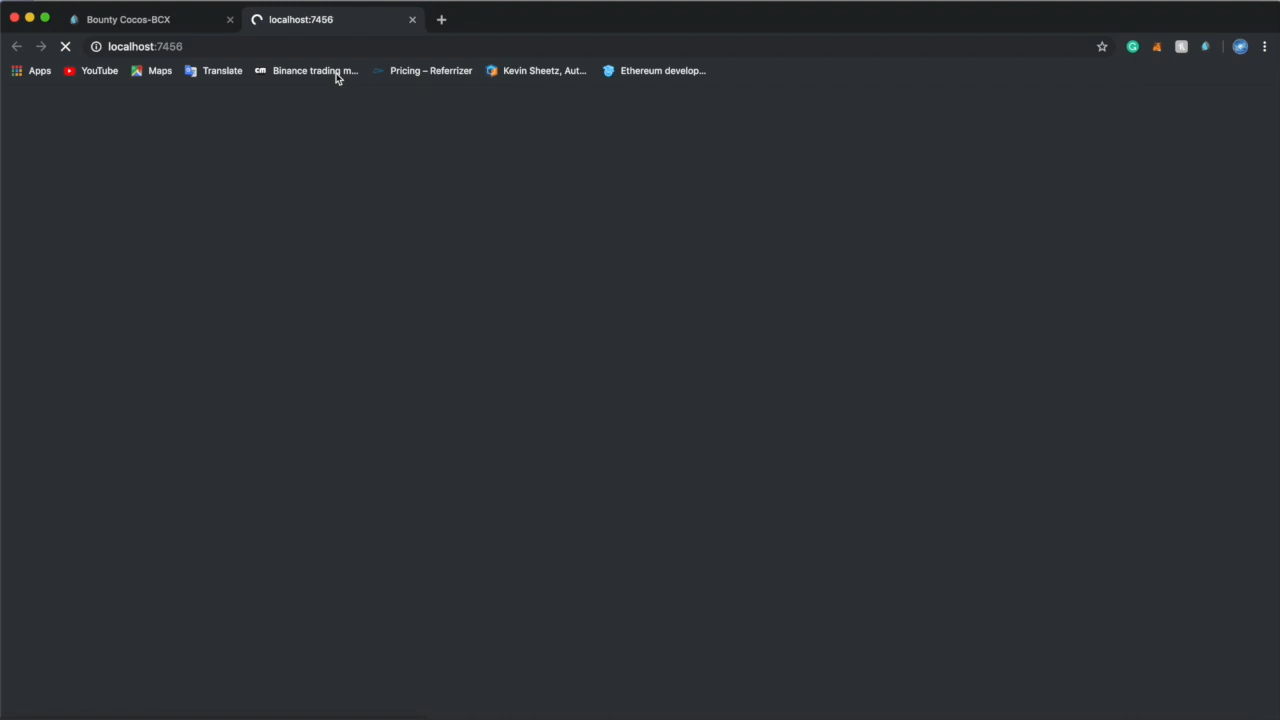 Bounty Cocos-BCX
localhost:7456
localhost:7456
Apps
YouTube
Maps
Translate
cm
Binance trading m...
Pricing – Referrizer
Kevin Sheetz, Aut...
Ethereum develop...